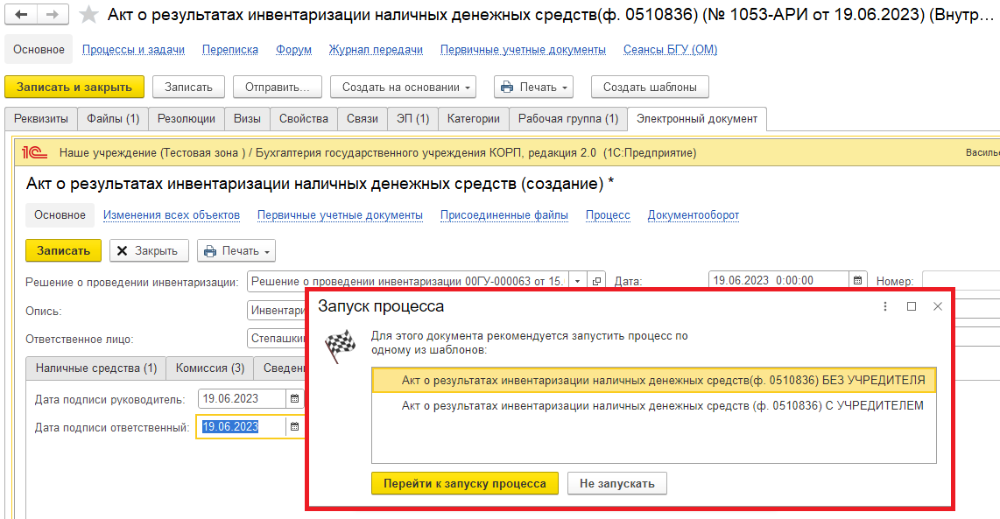 Акт о результатах инвентаризации наличных денежных средств(ф. 0510836) (№ 1053-АРИ от 19.06.2023) (Внутр...
Основное Процессы и задачи Переписка Форум Журнал передачи Первичные учетные документы Сеансы БГУ (ОМ)
Записать и закрыть Записать Отправить... Создать на основании Печать Создать шаблоны
Реквизиты Файлы (1) Резолюции Визы Свойства Связи ЭП (1) Категории Рабочая группа (1) Электронный документ
1С Наше учреждение (Тестовая зона ) / Бухгалтерия государственного учреждения КОРП, редакция 2.0 (1С:Предприятие) Василь
Акт о результатах инвентаризации наличных денежных средств (создание) *
Основное Изменения всех объектов Первичные учетные документы Присоединенные файлы Процесс Документооборот
Записать Закрыть Печать
Решение о проведении инвентаризации: Решение о проведении инвентаризации 00ГУ-000063 от 15. Дата: 19.06.2023 0:00:00 Номер:
Опись: Инвентари
Ответственное лицо: Степашки
Наличные средства (1) Комиссия (3) Сведен
Дата подписи руководитель: 19.06.2023
Дата подписи ответственный: 19.06.2023
Запуск процесса
Для этого документа рекомендуется запустить процесс по
одному из шаблонов:
Акт о результатах инвентаризации наличных денежных средств(ф. 0510836) БЕЗ УЧРЕДИТЕЛЯ
Акт о результатах инвентаризации наличных денежных средств (ф. 0510836) С УЧРЕДИТЕЛЕМ
Перейти к запуску процесса Не запускать